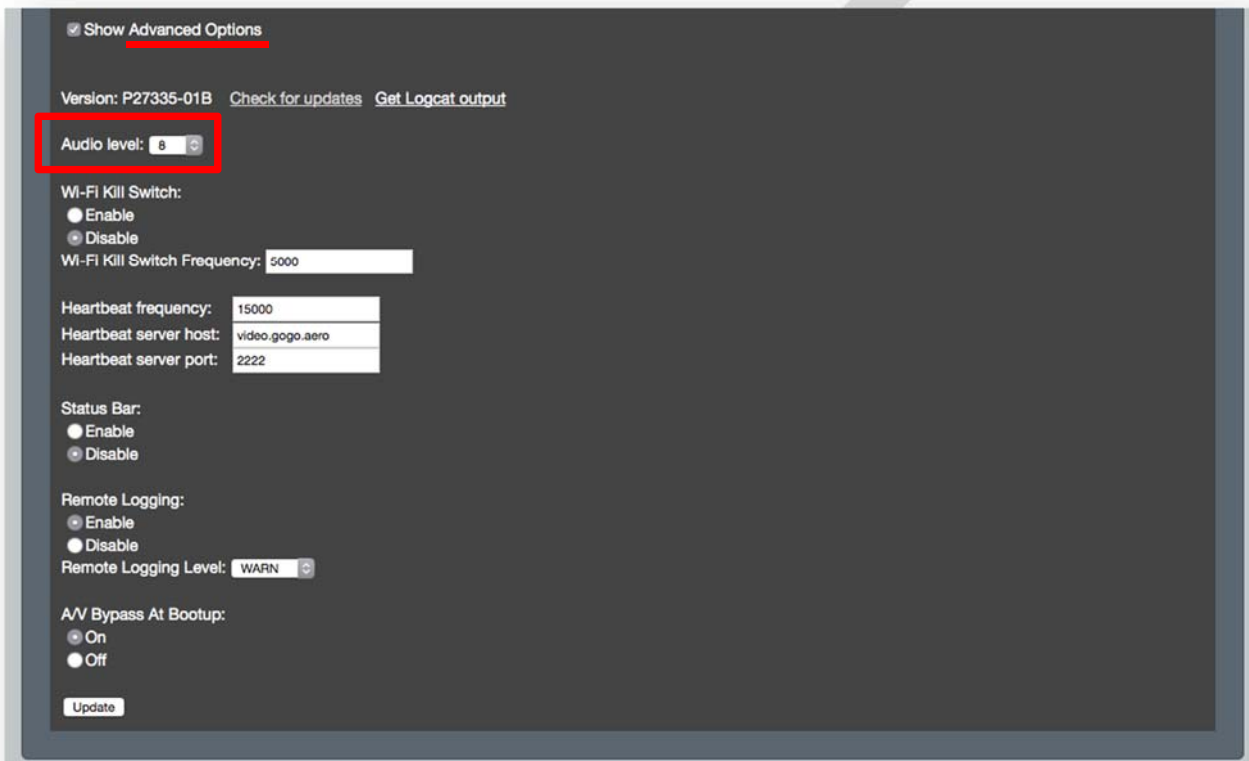 Show Advanced Options
Version: P27335-01B Check for updates Get Logcat output
Audio level: 8
Wi-Fi Kill Switch:
Enable
Disable
Wi-Fi Kill Switch Frequency: 5000
Heartbeat frequency: 15000
Heartbeat server host: video.gogo.aero
Heartbeat server port: 2222
Status Bar:
Enable
Disable
Remote Logging:
Enable
Disable
Remote Logging Level: WARN
A/V Bypass At Bootup:
On
Off
Update